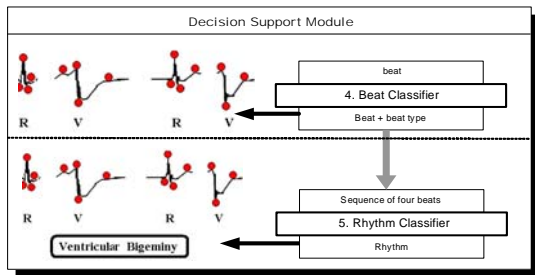 Decision Support Module
beat
4. Beat Classifier
Beat + beat type
R V R V
Sequence of four beats
5. Rhythm Classifier
Rhythm
R V R V
Ventricular Bigeminy